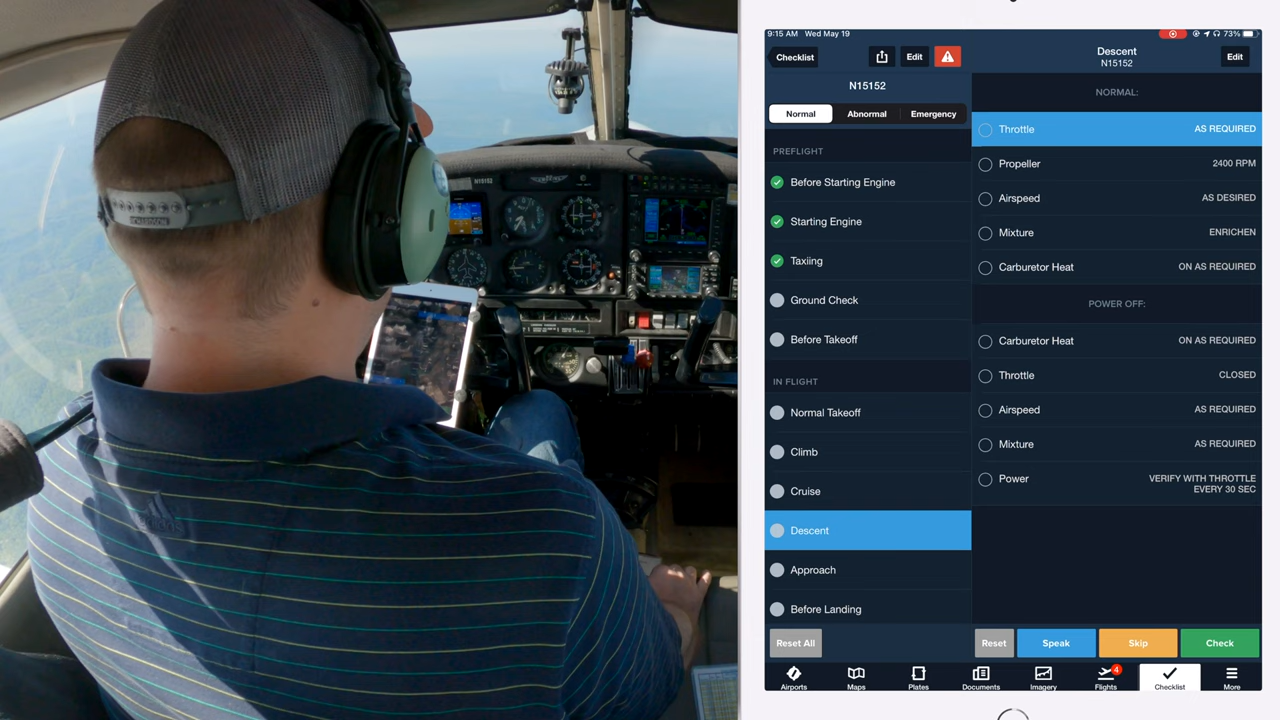 9:15 AM Wed May 19
73%
Checklist
Edit
N15152
Normal
Abnormal
Emergency
PREFLIGHT
Before Starting Engine
Starting Engine
Taxiing
Ground Check
Before Takeoff
IN FLIGHT
Normal Takeoff
Climb
Cruise
Descent
Approach
Before Landing
Reset All
Descent
N15152
Edit
NORMAL:
Throttle AS REQUIRED
Propeller 2400 RPM
Airspeed AS DESIRED
Mixture ENRICHEN
Carburetor Heat ON AS REQUIRED
POWER OFF:
Carburetor Heat ON AS REQUIRED
Throttle CLOSED
Airspeed AS REQUIRED
Mixture AS REQUIRED
Power VERIFY WITH THROTTLE
EVERY 30 SEC
Reset
Speak
Skip
Check
Airports
Maps
Plates
Documents
Imagery
Flights
4
Checklist
More
N15152
adidas